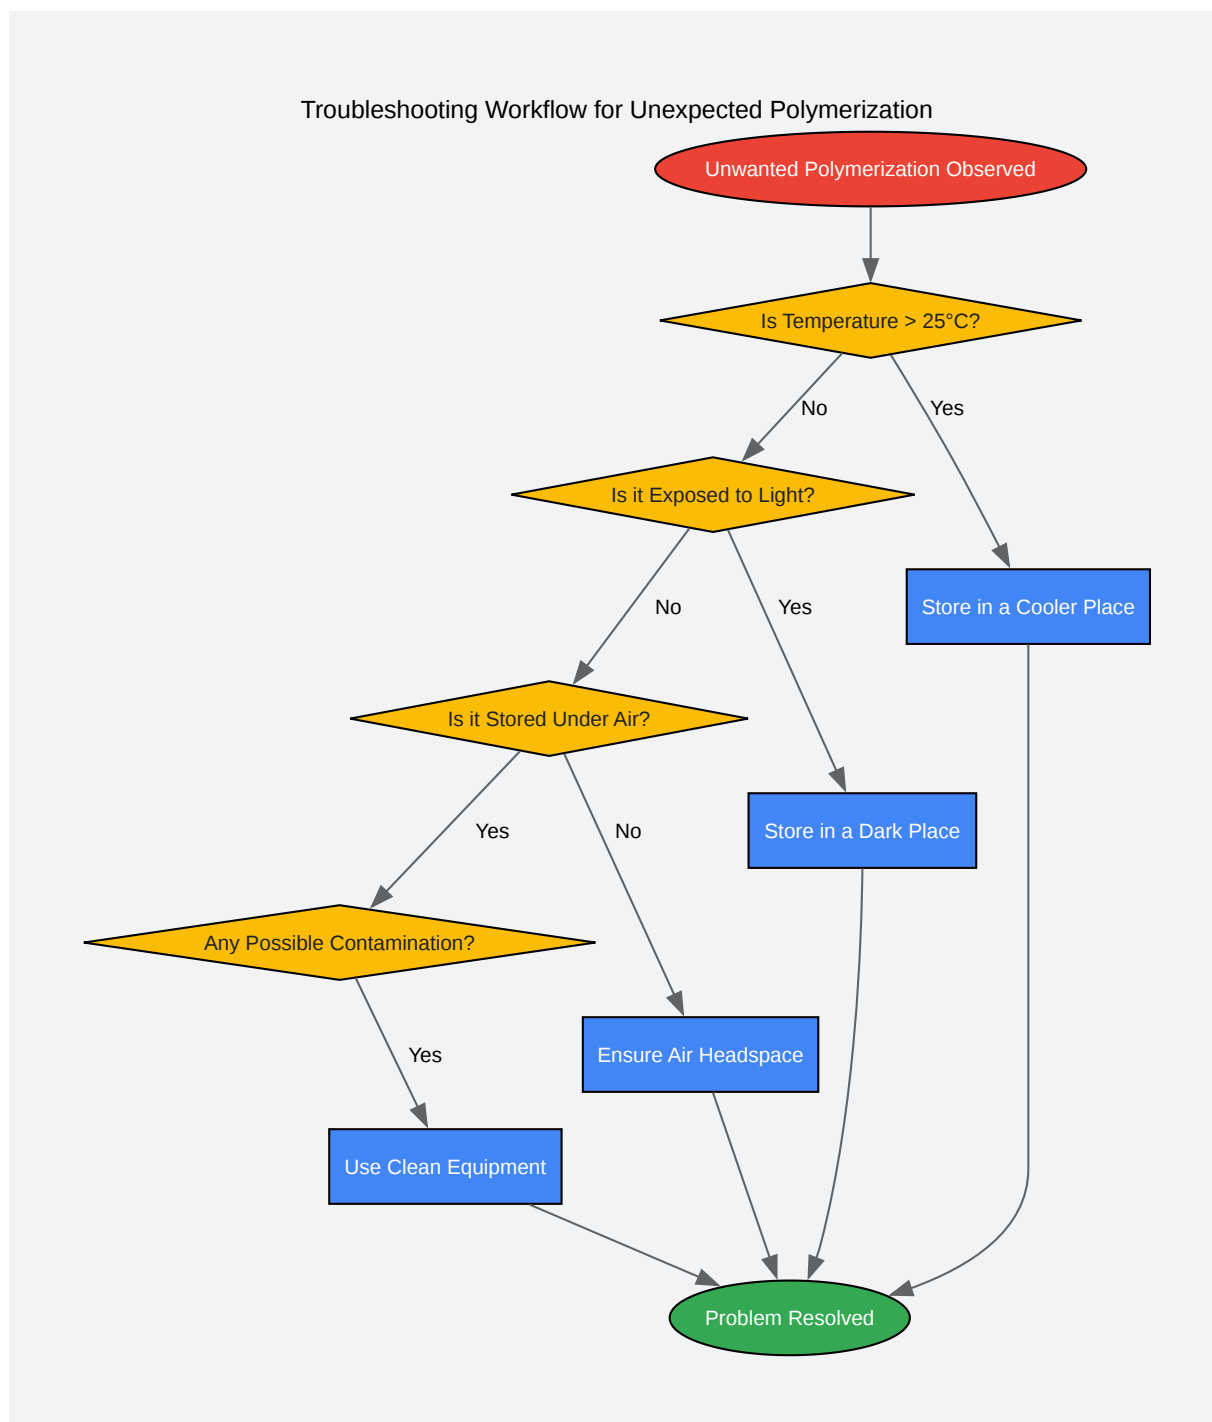 Troubleshooting Workflow for Unexpected Polymerization
Unwanted Polymerization Observed
Is Temperature > 25°C?
No
Yes
Is it Exposed to Light?
No
Yes
Store in a Cooler Place
Is it Stored Under Air?
Yes
No
Store in a Dark Place
Any Possible Contamination?
Yes
Ensure Air Headspace
Use Clean Equipment
Problem Resolved